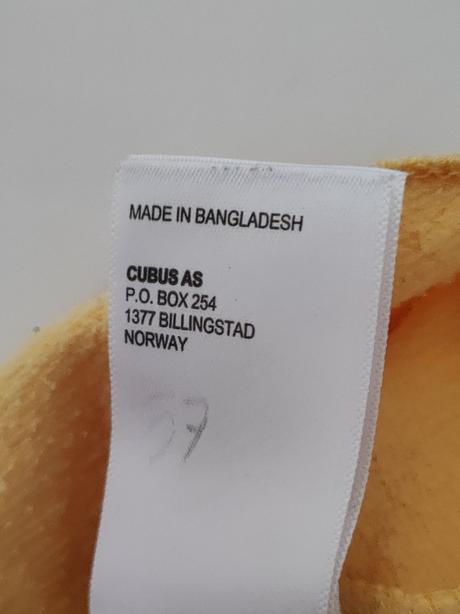 MADE IN BANGLADESH
CUBUS AS
P.O. BOX 254
1377 BILLINGSTAD
NORWAY